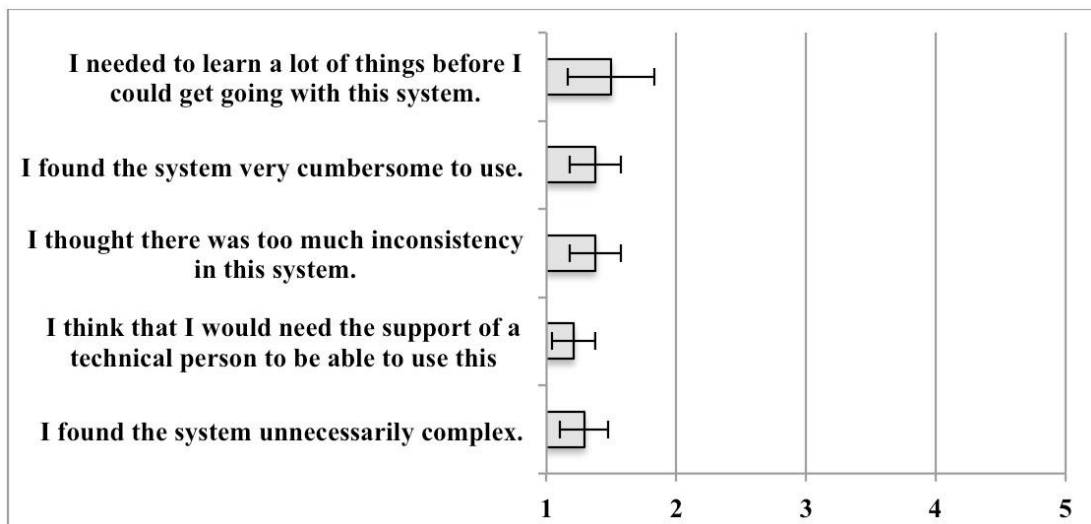 I needed to learn a lot of things before I
could get going with this system.
I found the system very cumbersome to use.
I thought there was too much inconsistency
in this system.
I think that I would need the support of a
technical person to be able to use this
I found the system unnecessarily complex.
1 2 3 4 5